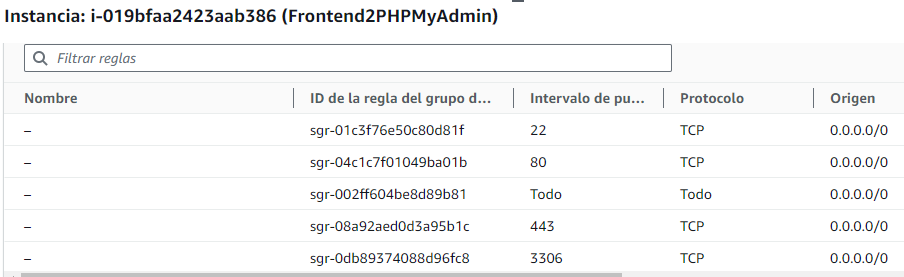 Instancia: i-019bfaa2423aab386 (Frontend2PHPMyAdmin)
Filtrar reglas
Nombre ID de la regla del grupo d... Intervalo de pu... Protocolo Origen
– sgr-01c3f76e50c80d81f 22 TCP 0.0.0.0/0
– sgr-04c1c7f01049ba01b 80 TCP 0.0.0.0/0
– sgr-002ff604be8d89b81 Todo Todo 0.0.0.0/0
– sgr-08a92aed0d3a95b1c 443 TCP 0.0.0.0/0
– sgr-0db89374088d96fc8 3306 TCP 0.0.0.0/0